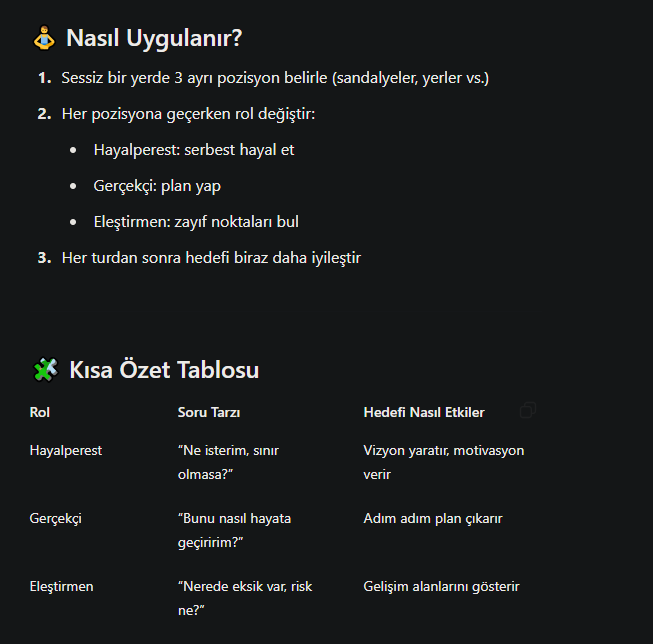 Nasıl Uygulanır?
1. Sessiz bir yerde 3 ayrı pozisyon belirle (sandalyeler, yerler vs.)
2. Her pozisyona geçerken rol değiştir:
• Hayalperest: serbest hayal et
• Gerçekçi: plan yap
• Eleştirmen: zayıf noktaları bul
3. Her turdan sonra hedefi biraz daha iyileştir
Kısa Özet Tablosu
Rol Soru Tarzı Hedefi Nasıl Etkiler
Hayalperest “Ne isterim, sınır Vizyon yaratır, motivasyon
olmasa?” verir
Gerçekçi “Bunu nasıl hayata Adım adım plan çıkarır
geçiririm?”
Eleştirmen “Nerede eksik var, risk Gelişim alanlarını gösterir
ne?”